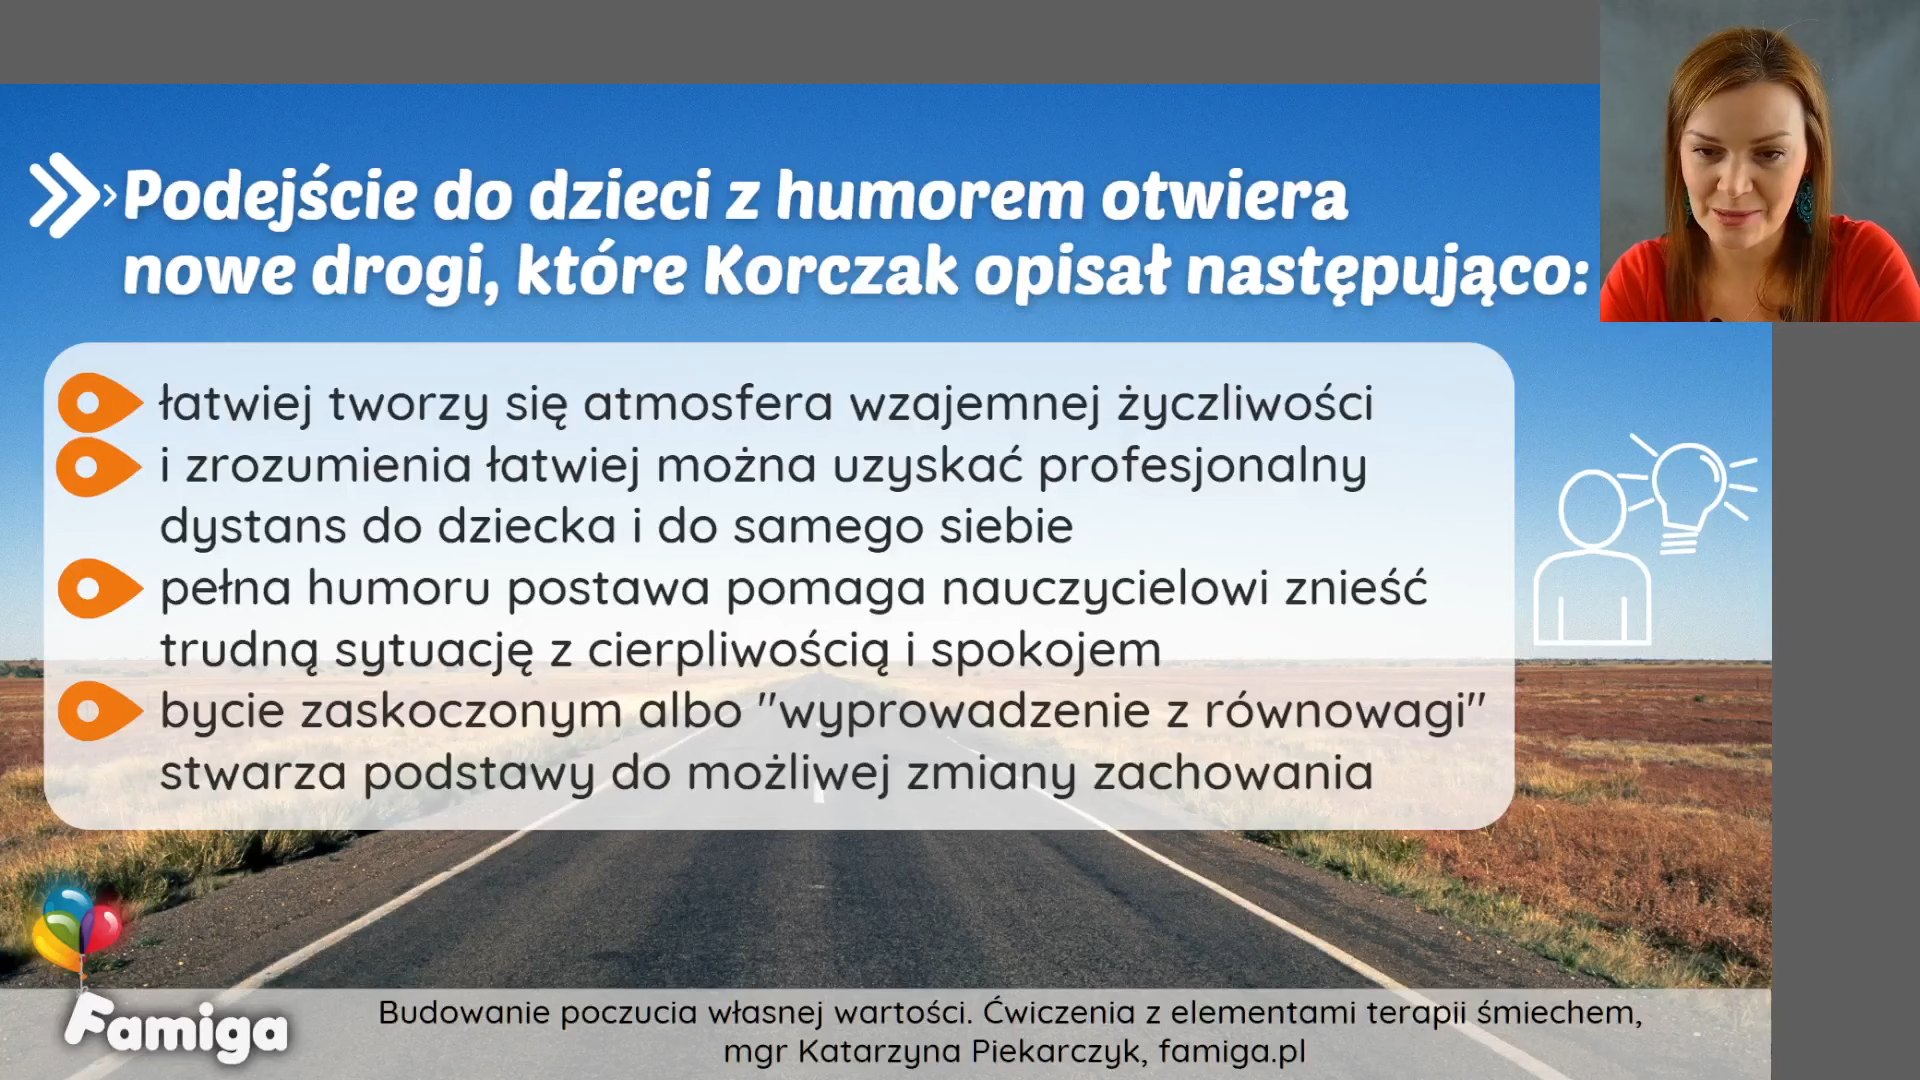 Podejście do dzieci z humorem otwiera
nowe drogi, które Korczak opisał następująco:
łatwiej tworzy się atmosfera wzajemnej życzliwości
i zrozumienia łatwiej można uzyskać profesjonalny
dystans do dziecka i do samego siebie
pełna humoru postawa pomaga nauczycielowi znieść
trudną sytuację z cierpliwością i spokojem
bycie zaskoczonym albo "wyprowadzenie z równowagi"
stwarza podstawy do możliwej zmiany zachowania
Famiga
Budowanie poczucia własnej wartości. Ćwiczenia z elementami terapii śmiechem,
mgr Katarzyna Piekarczyk, famiga.pl